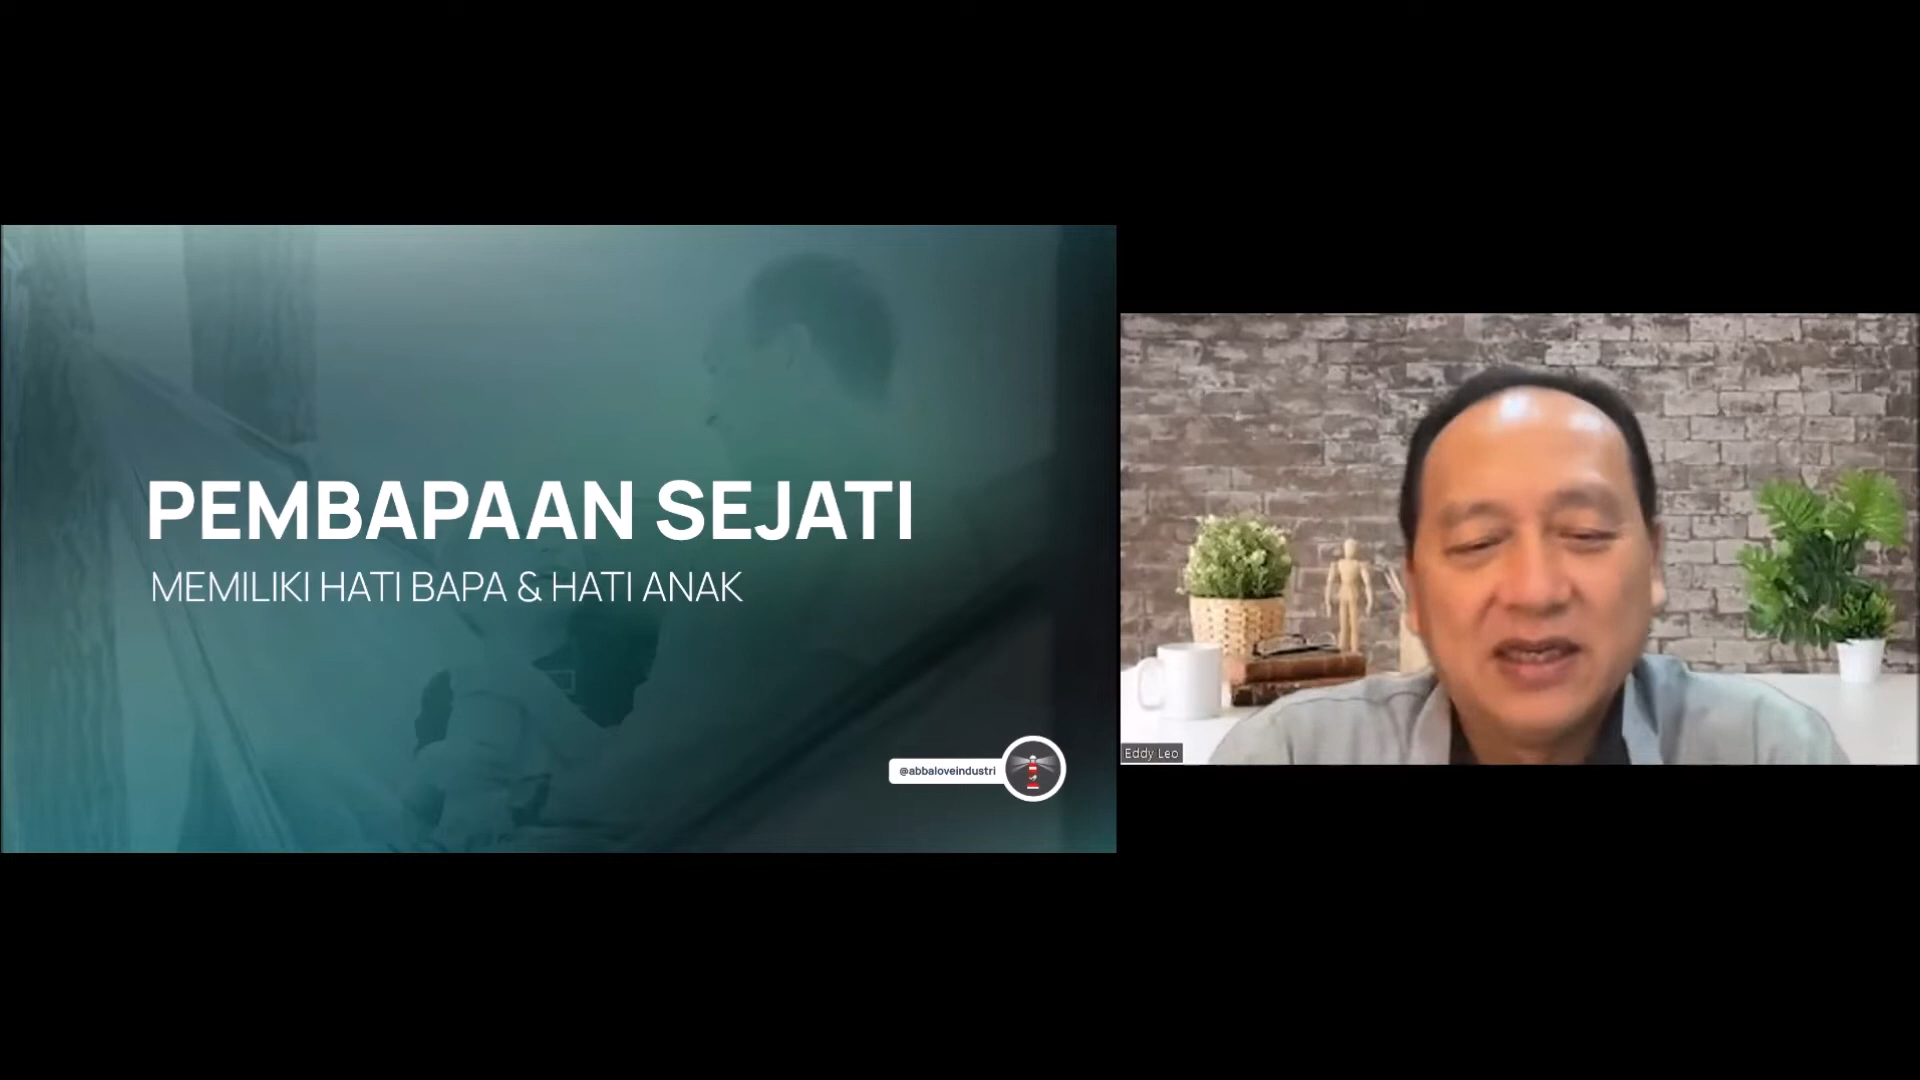 PEMBAPAAN SEJATI
MEMILIKI HATI BAPA & HATI ANAK
@abbaloveindustri
Eddy Leo